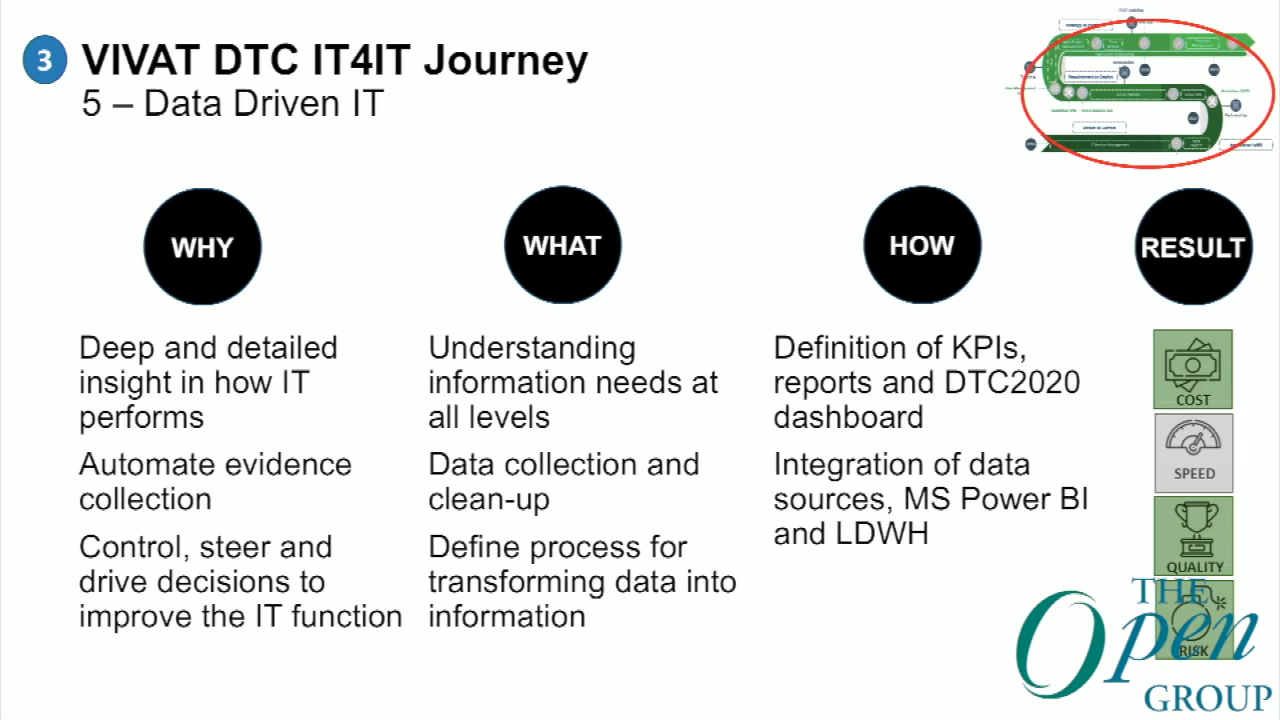 3
VIVAT DTC IT4IT Journey
5 – Data Driven IT
WHY
Deep and detailed
insight in how IT
performs
Automate evidence
collection
Control, steer and
drive decisions to
improve the IT function
WHAT
Understanding
information needs at
all levels
Data collection and
clean-up
Define process for
transforming data into
information
HOW
Definition of KPIs,
reports and DTC2020
dashboard
Integration of data
sources, MS Power BI
and LDWH
RESULT
COST
SPEED
QUALITY
RISK
THE
Open
GROUP